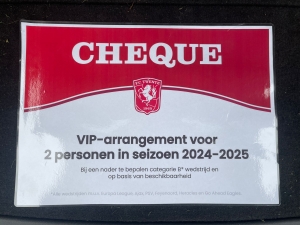 CHEQUE
FC TWENTE
VIP-arrangement voor
2 personen in seizoen 2024-2025
Bij een nader te bepalen categorie B* wedstrijd en
op basis van beschikbaarheid